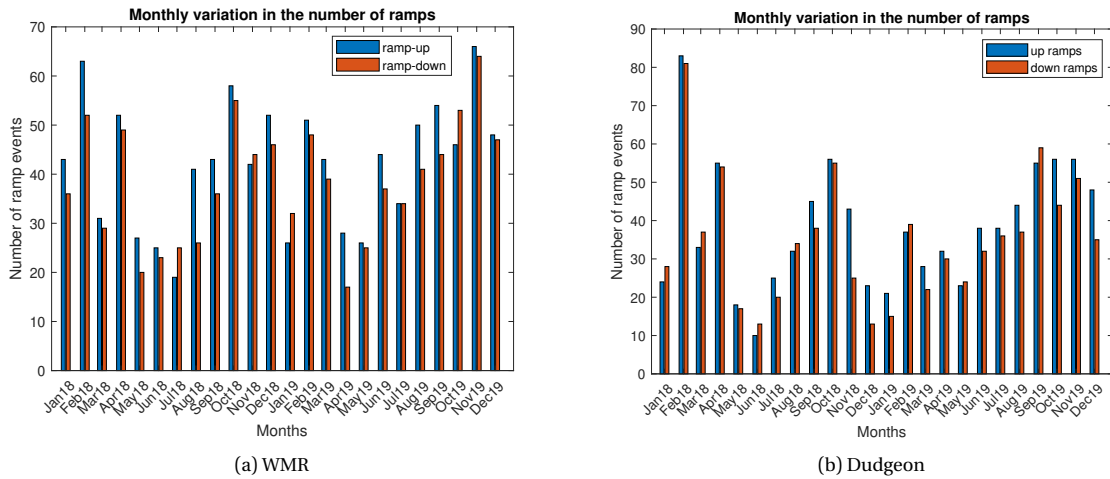 Monthly variation in the number of ramps
Number of ramp events
70
60
50
40
30
20
10
0
ramp-up
ramp-down
Jan18
Feb18
Mar18
Apr18
May18
Jun18
Jul18
Aug18
Sep18
Oct18
Nov18
Dec18
Jan19
Feb19
Mar19
Apr19
May19
Jun19
Jul19
Aug19
Sep19
Oct19
Nov19
Dec19
Months
(a) WMR
Monthly variation in the number of ramps
Number of ramp events
90
80
70
60
50
40
30
20
10
0
up ramps
down ramps
Jan18
Feb18
Mar18
Apr18
May18
Jun18
Jul18
Aug18
Sep18
Oct18
Nov18
Dec18
Jan19
Feb19
Mar19
Apr19
May19
Jun19
Jul19
Aug19
Sep19
Oct19
Nov19
Dec19
Months
(b) Dudgeon